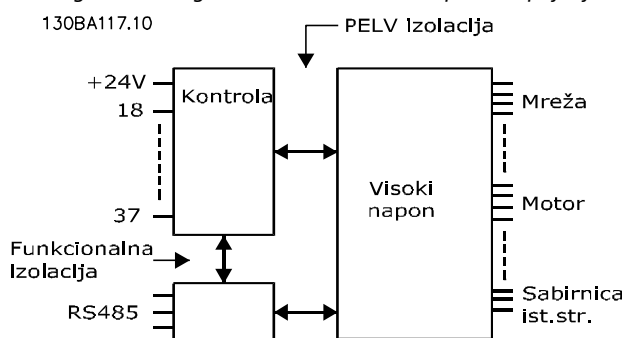 130BA117.10
PELV Izolacija
+24V
Kontrola
18
Mreža
Visoki
napon
37
Motor
Funkcionalna
Izolacija
RS485
Sabirnica
ist.str.